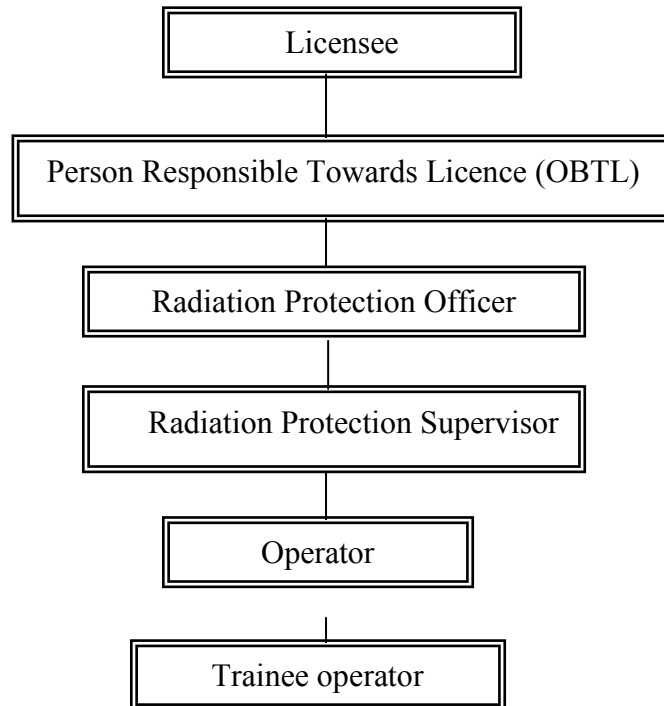 Licensee
Person Responsible Towards Licence (OBTL)
Radiation Protection Officer
Radiation Protection Supervisor
Operator
Trainee operator